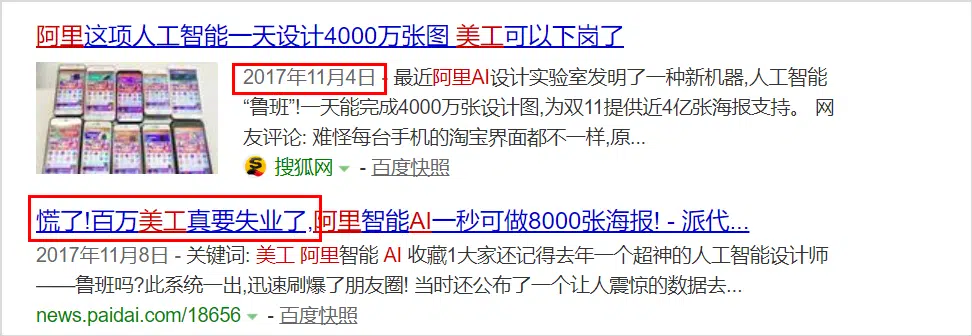 阿里这项人工智能一天设计4000万张图 美工可以下岗了
2017年11月4日 - 最近阿里AI设计实验室发明了一种新机器,人工智能
“鲁班”!一天能完成4000万张设计图,为双11提供近4亿张海报支持。 网
友评论: 难怪每台手机的淘宝界面都不一样,原...
搜狐网 - 百度快照
慌了!百万美工真要失业了,阿里智能AI一秒可做8000张海报! - 派代...
2017年11月8日 - 关键词: 美工 阿里智能 AI 收藏1大家还记得去年一个超神的人工智能设计师
——鲁班吗?此系统一出,迅速刷爆了朋友圈! 当时还公布了一个让人震惊的数据去...
news.paidai.com/18656 - 百度快照